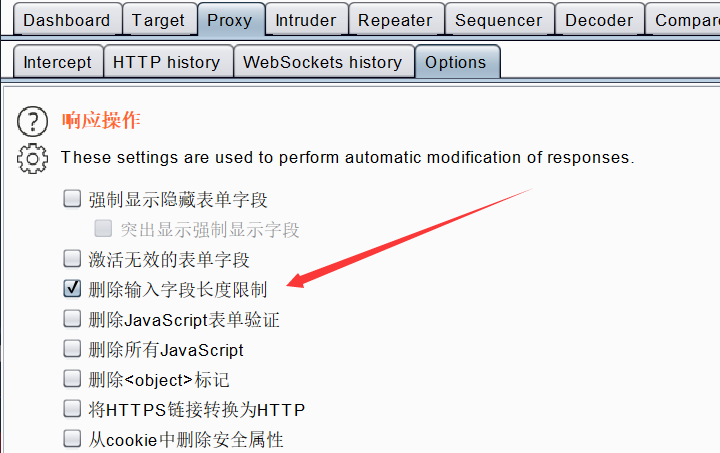 Dashboard Target Proxy Intruder Repeater Sequencer Decoder Compare
Intercept HTTP history WebSockets history Options
? 响应操作
These settings are used to perform automatic modification of responses.
强制显示隐藏表单字段
突出显示强制显示字段
激活无效的表单字段
删除输入字段长度限制
删除JavaScript表单验证
删除所有JavaScript
删除<object>标记
将HTTPS链接转换为HTTP
从cookie中删除安全属性